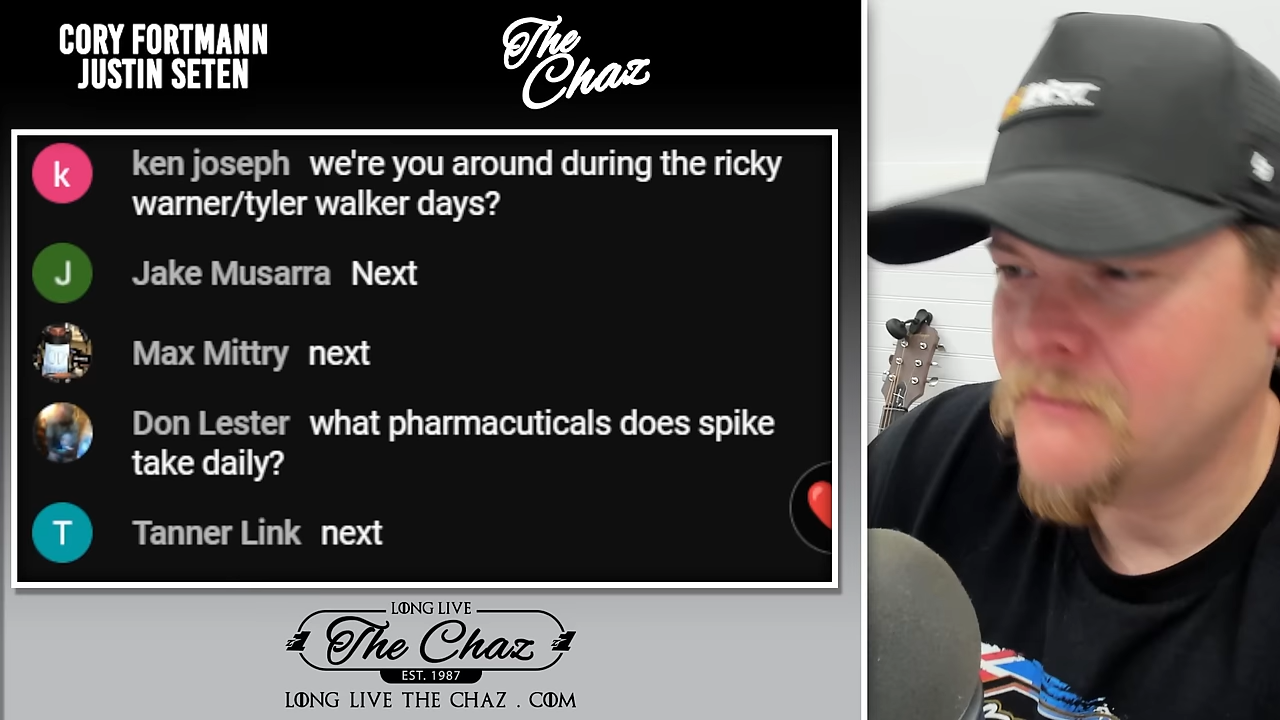 CORY FORTMANN
JUSTIN SETEN
The
Chaz
k
ken joseph we're you around during the ricky
warner/tyler walker days?
J
Jake Musarra Next
Max Mittry next
Don Lester what pharmacuticals does spike
take daily?
T
Tanner Link next
LONG LIVE
The Chaz
EST. 1987
LONG LIVE THE CHAZ . COM